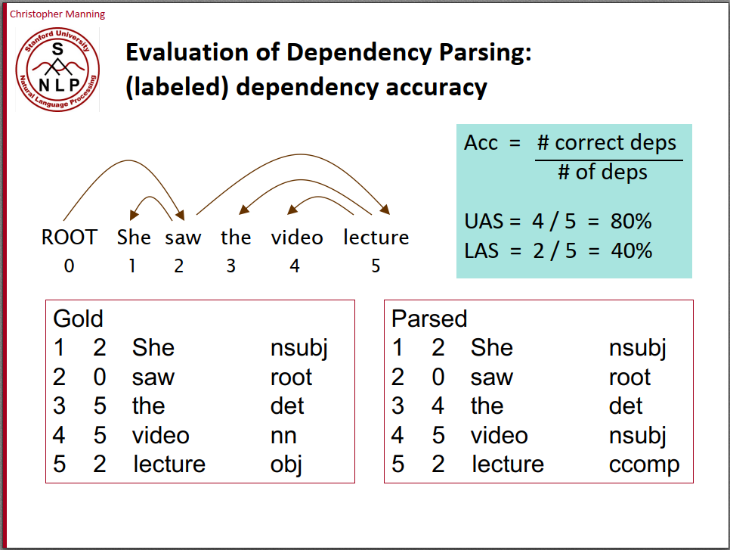 Christopher Manning
Stanford University
S
NLP
Natural Language Processing
Evaluation of Dependency Parsing:
(labeled) dependency accuracy
Acc = # correct deps
# of deps
UAS = 4 / 5 = 80%
LAS = 2 / 5 = 40%
ROOT She saw the video lecture
0 1 2 3 4 5
Gold
1 2 She nsubj
2 0 saw root
3 5 the det
4 5 video nn
5 2 lecture obj
Parsed
1 2 She nsubj
2 0 saw root
3 4 the det
4 5 video nsubj
5 2 lecture ccomp